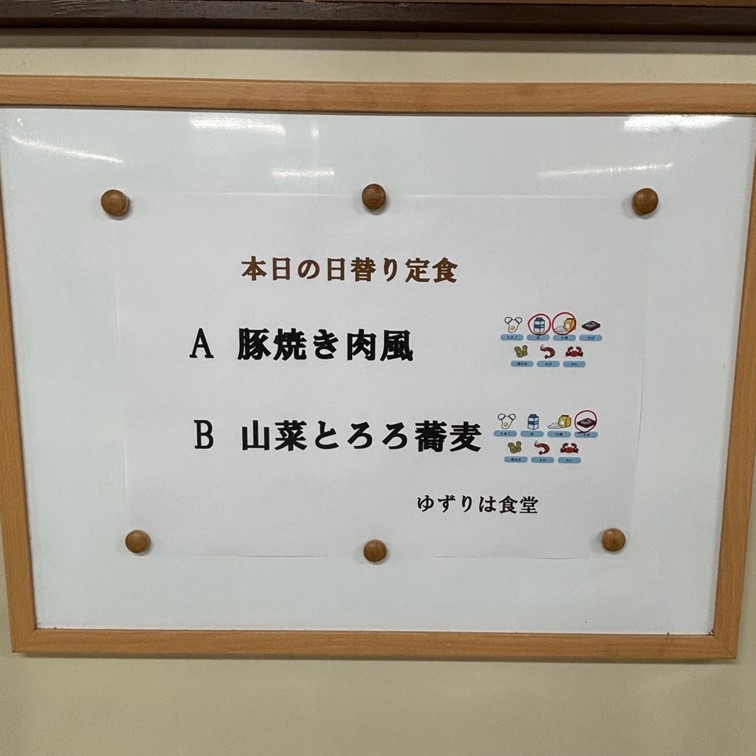 本日の日替り定食
A 豚焼き肉風
B 山菜とろろ蕎麦
ゆずりは食堂